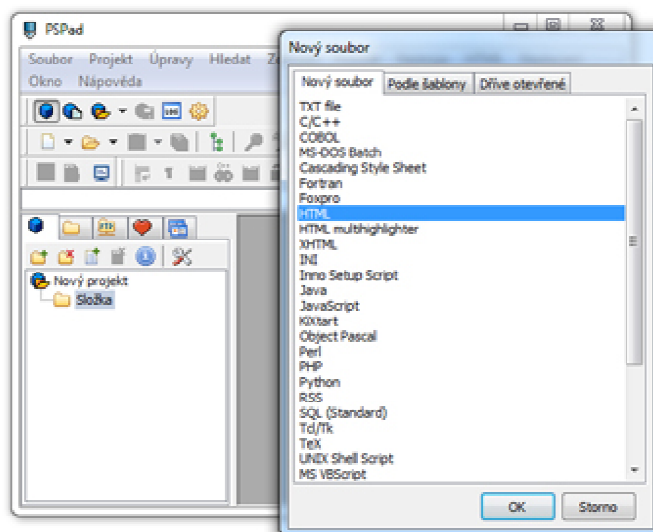 PSPad
Soubor Projekt Úpravy Hledat
Okno Nápověda
Nový projekt
Složka
Nový soubor
Nový soubor Podle šablony Dříve otevřené
TXT file
C/C++
COBOL
MS-DOS Batch
Cascading Style Sheet
Fortran
Foxpro
HTML
HTML multihighlighter
XHTML
INI
Inno Setup Script
Java
JavaScript
KiXtart
Object Pascal
Perl
PHP
Python
RSS
SQL (Standard)
Tcl/Tk
TeX
UNIX Shell Script
MS VBScript
OK Storno